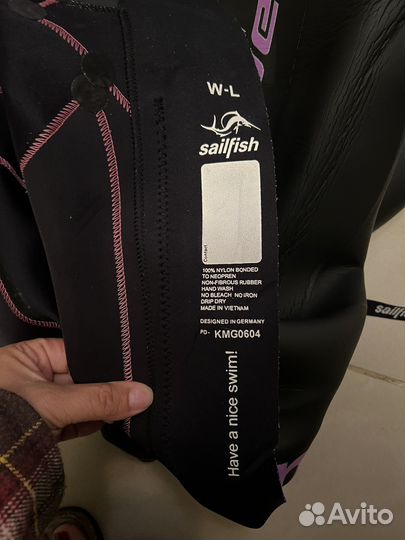 W-L
sailfish
Contact
100% NYLON BONDED
TO NEOPREN
NON-FIBROUS RUBBER
HAND WASH
NO BLEACH NO IRON
DRIP DRY
MADE IN VIETNAM
DESIGNED IN GERMANY
PO - KMG0604
Have a nice swim!
sailfish
Avito